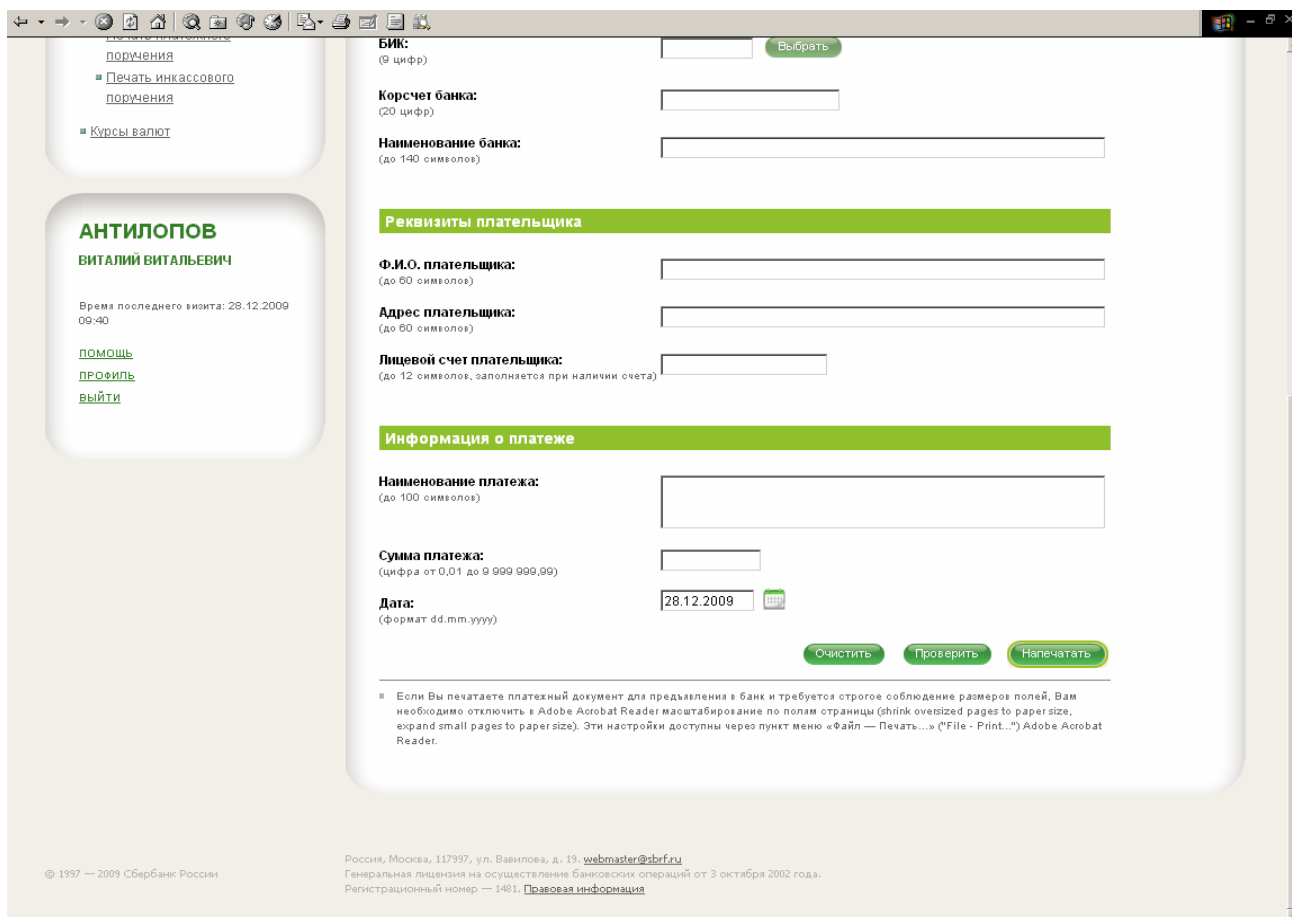 поручения
Печать инкассового
поручения
Курсы валют
АНТИЛОПОВ
ВИТАЛИЙ ВИТАЛЬЕВИЧ
Время последнего визита: 28.12.2009
09:40
ПОМОЩЬ
ПРОФИЛЬ
ВЫЙТИ
БИК:
(9 цифр)
Выбрать
Корсчет банка:
(20 цифр)
Наименование банка:
(до 140 символов)
Реквизиты плательщика
Ф.И.О. плательщика:
(до 60 символов)
Адрес плательщика:
(до 60 символов)
Лицевой счет плательщика:
(до 12 символов, заполняется при наличии счета)
Информация о платеже
Наименование платежа:
(до 100 символов)
Сумма платежа:
(цифра от 0,01 до 9 999 999,99)
Дата:
(формат dd.mm.yyyy)
28.12.2009
Очистить Проверить Напечатать
Если Вы печатаете платежный документ для предъявления в банк и требуется строгое соблюдение размеров полей, Вам
необходимо отключить в Adobe Acrobat Reader масштабирование по полям страницы (shrink oversized pages to paper size,
expand small pages to paper size). Эти настройки доступны через пункт меню «Файл — Печать...» ("File - Print...") Adobe Acrobat
Reader.
© 1997 — 2009 Сбербанк России
Россия, Москва, 117997, ул. Вавилова, д. 19. webmaster@sbrf.ru
Генеральная лицензия на осуществление банковских операций от 3 октября 2002 года.
Регистрационный номер — 1481. Правовая информация